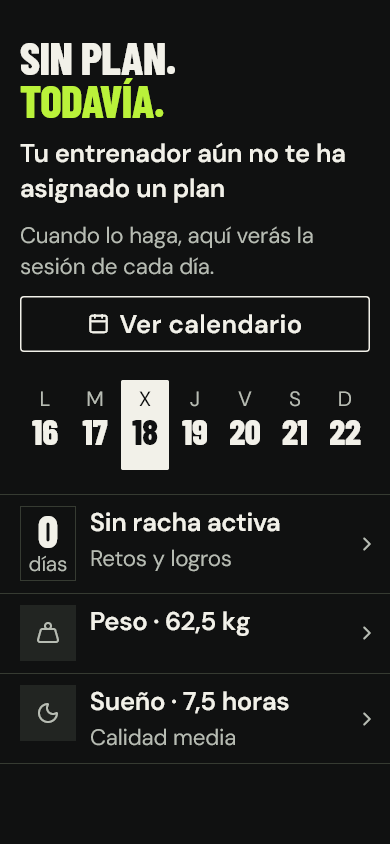 SIN PLAN.
TODAVÍA.
Tu entrenador aún no te ha
asignado un plan
Cuando lo haga, aquí verás la
sesión de cada día.
Ver calendario
L M X J V S D
16 17 18 19 20 21 22
0
días
Sin racha activa
Retos y logros
Peso · 62,5 kg
Sueño · 7,5 horas
Calidad media